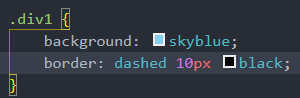 .div1 {
background: skyblue;
border: dashed 10px black;
}